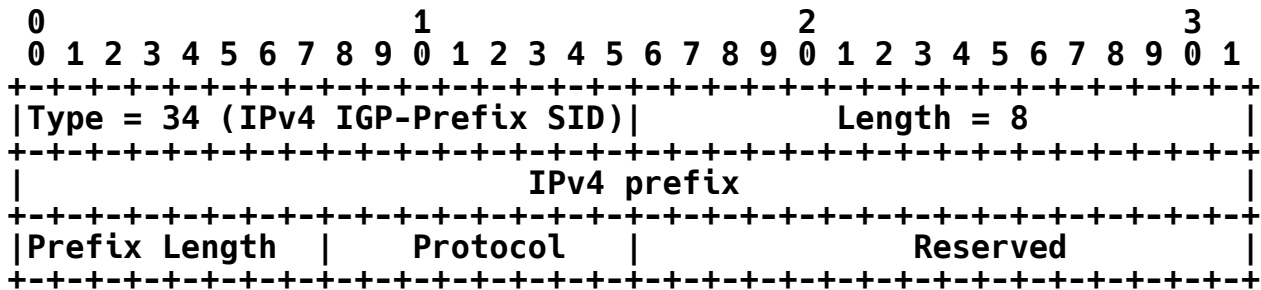 0                   1                   2                   3
 0 1 2 3 4 5 6 7 8 9 0 1 2 3 4 5 6 7 8 9 0 1 2 3 4 5 6 7 8 9 0 1
+-+-+-+-+-+-+-+-+-+-+-+-+-+-+-+-+-+-+-+-+-+-+-+-+-+-+-+-+-+-+-+-+
|Type = 34 (IPv4 IGP-Prefix SID)|          Length = 8           |
+-+-+-+-+-+-+-+-+-+-+-+-+-+-+-+-+-+-+-+-+-+-+-+-+-+-+-+-+-+-+-+-+
|                          IPv4 prefix                          |
+-+-+-+-+-+-+-+-+-+-+-+-+-+-+-+-+-+-+-+-+-+-+-+-+-+-+-+-+-+-+-+-+
|Prefix Length  |    Protocol   |              Reserved         |
+-+-+-+-+-+-+-+-+-+-+-+-+-+-+-+-+-+-+-+-+-+-+-+-+-+-+-+-+-+-+-+-+